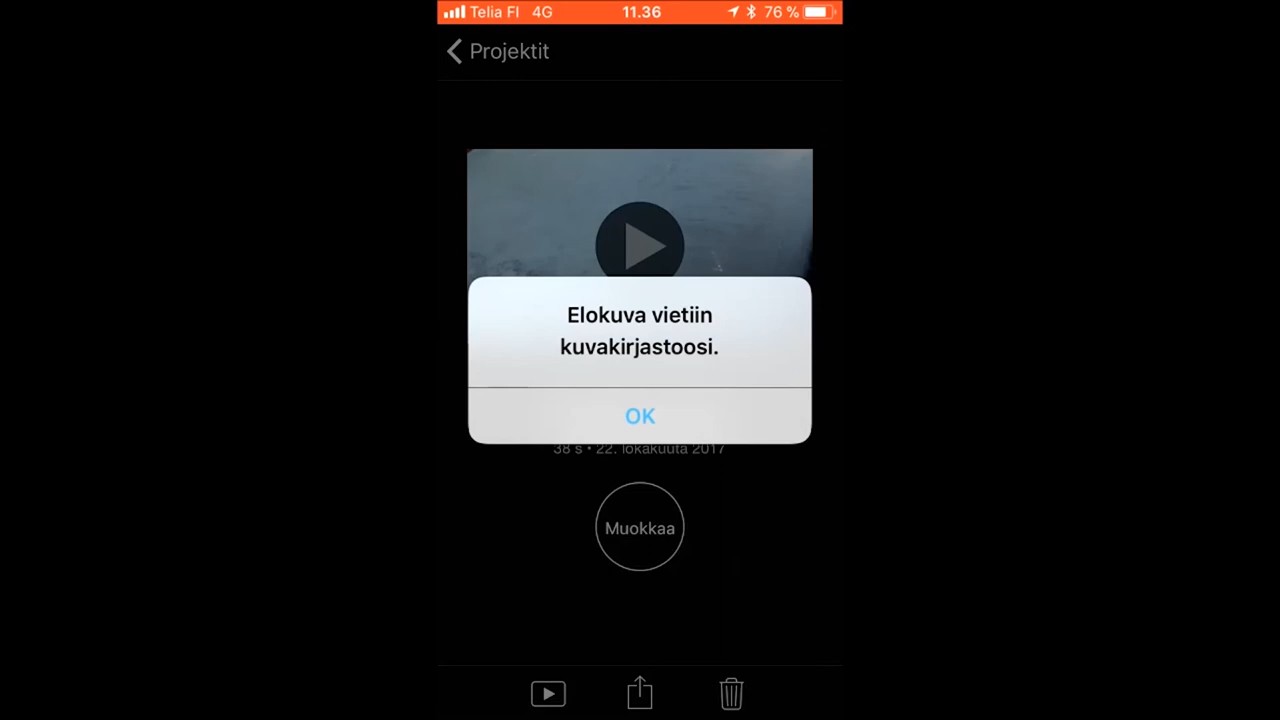 Telia FI 4G 11.36 76 %
Projektit
Elokuva vietiin
kuvakirjastoosi.
OK
38 s • 22. lokakuuta 2017
Muokkaa